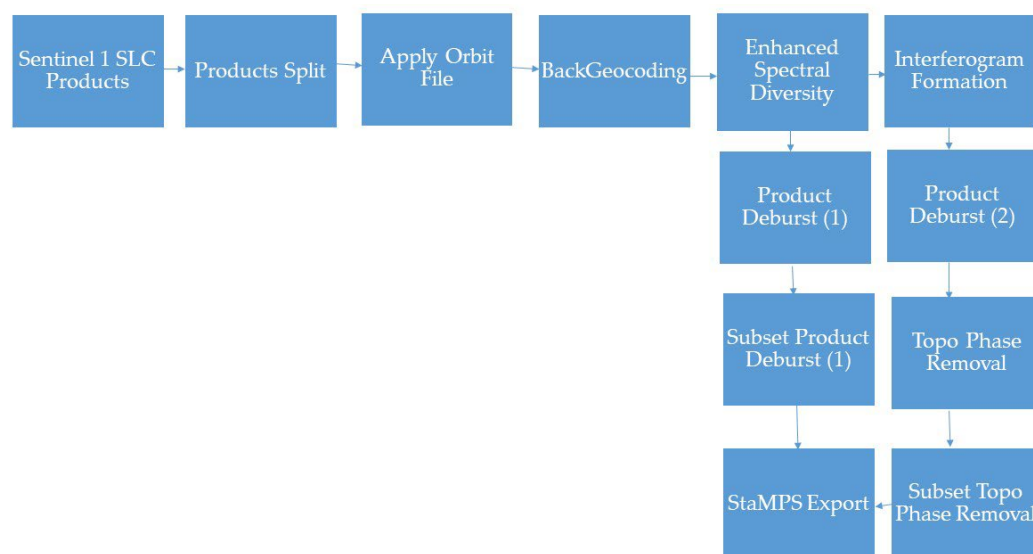 Sentinel 1 SLC
Products
Products Split
Apply Orbit
File
BackGeocoding
Enhanced
Spectral
Diversity
Interferogram
Formation
Product
Deburst (1)
Product
Deburst (2)
Subset Product
Deburst (1)
Topo Phase
Removal
StaMPS Export
Subset Topo
Phase Removal